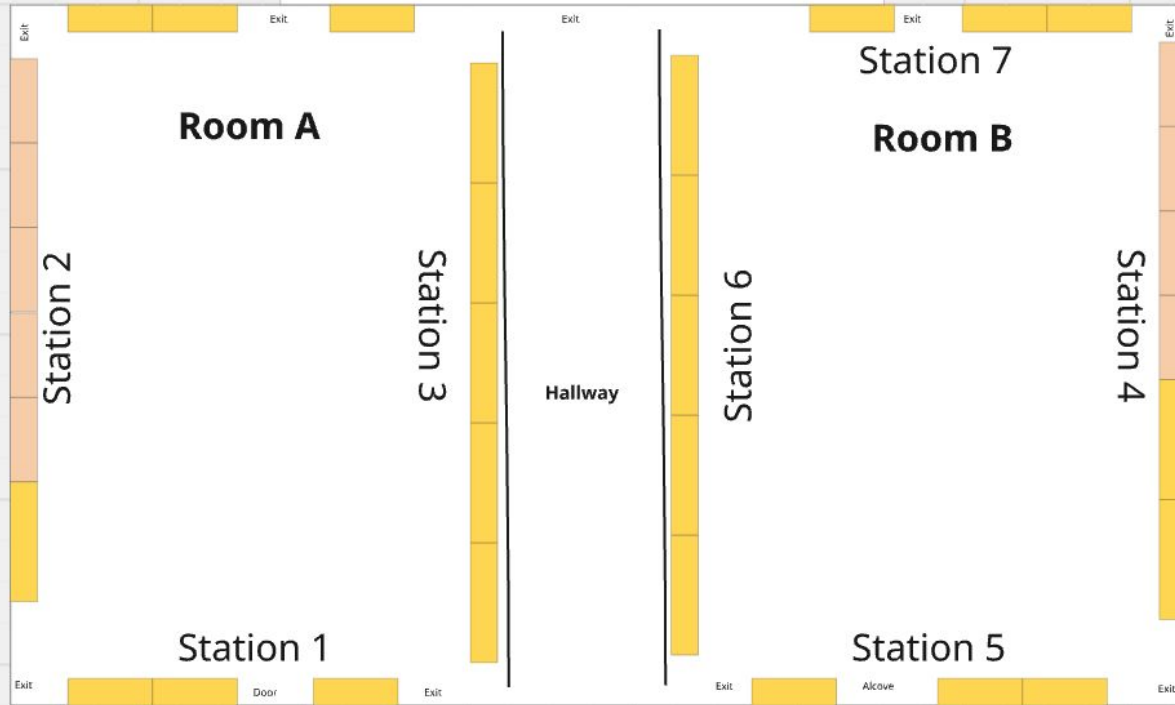 Exit
Exit
Exit
Exit
Exit
Station 7
Room A
Room B
Station 2
Station 3
Station 6
Station 4
Hallway
Station 1
Station 5
Exit
Door
Exit
Exit
Alcove
Exit